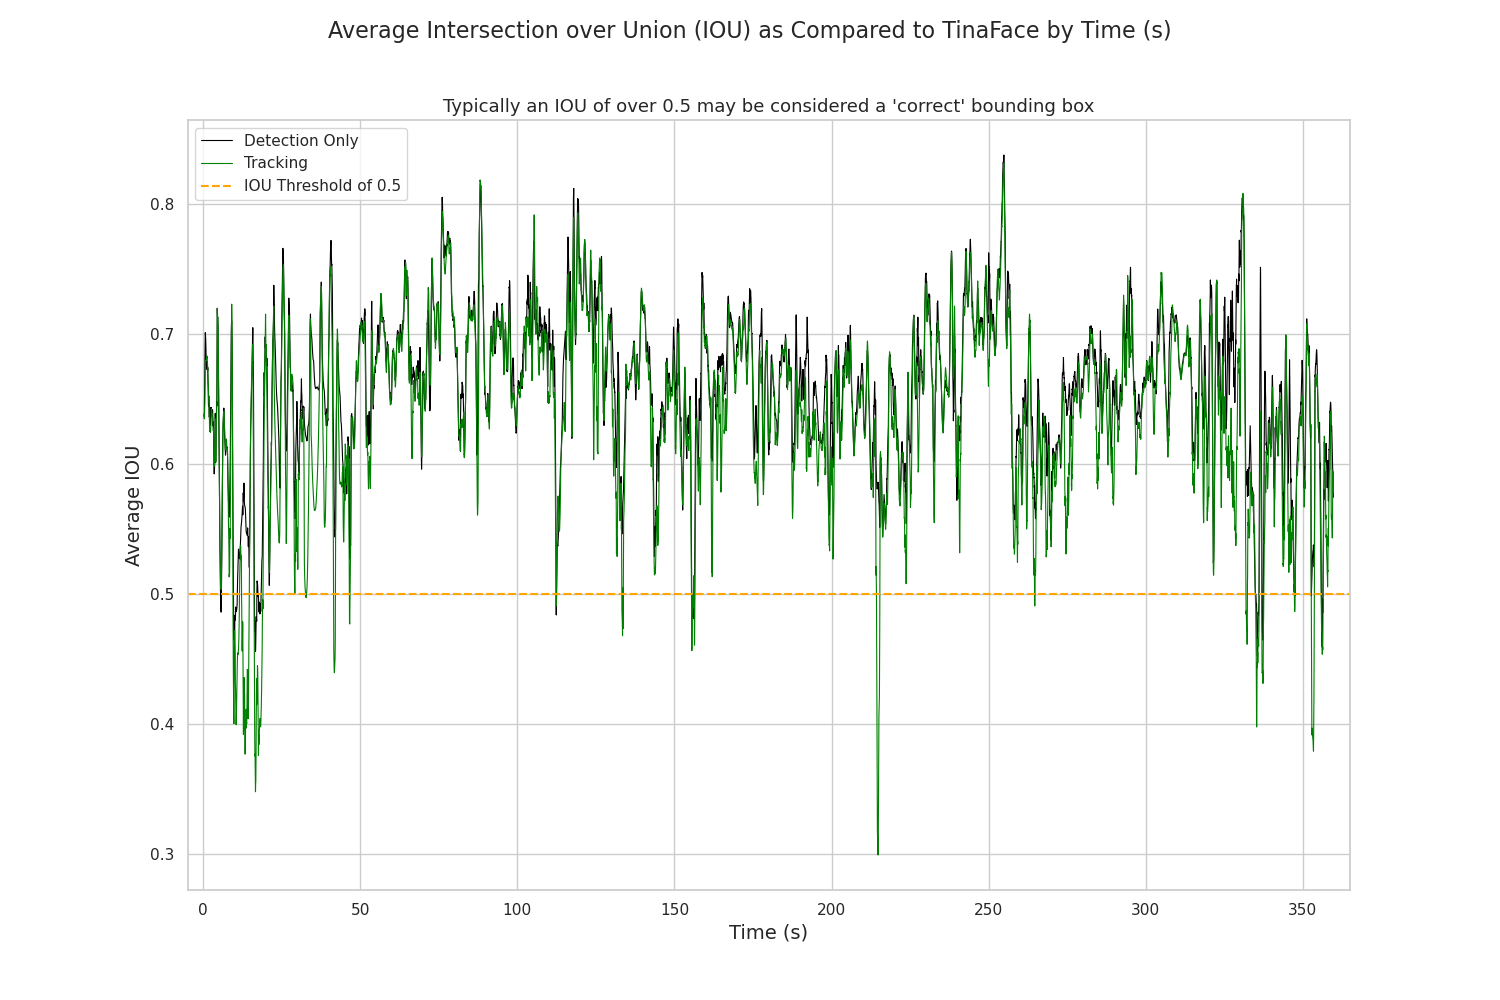 Average Intersection over Union (IOU) as Compared to TinaFace by Time (s)
Typically an IOU of over 0.5 may be considered a 'correct' bounding box
Detection Only
Tracking
IOU Threshold of 0.5
0.8
0.7
0.6
0.5
0.4
0.3
Average IOU
0 50 100 150 200 250 300 350
Time (s)